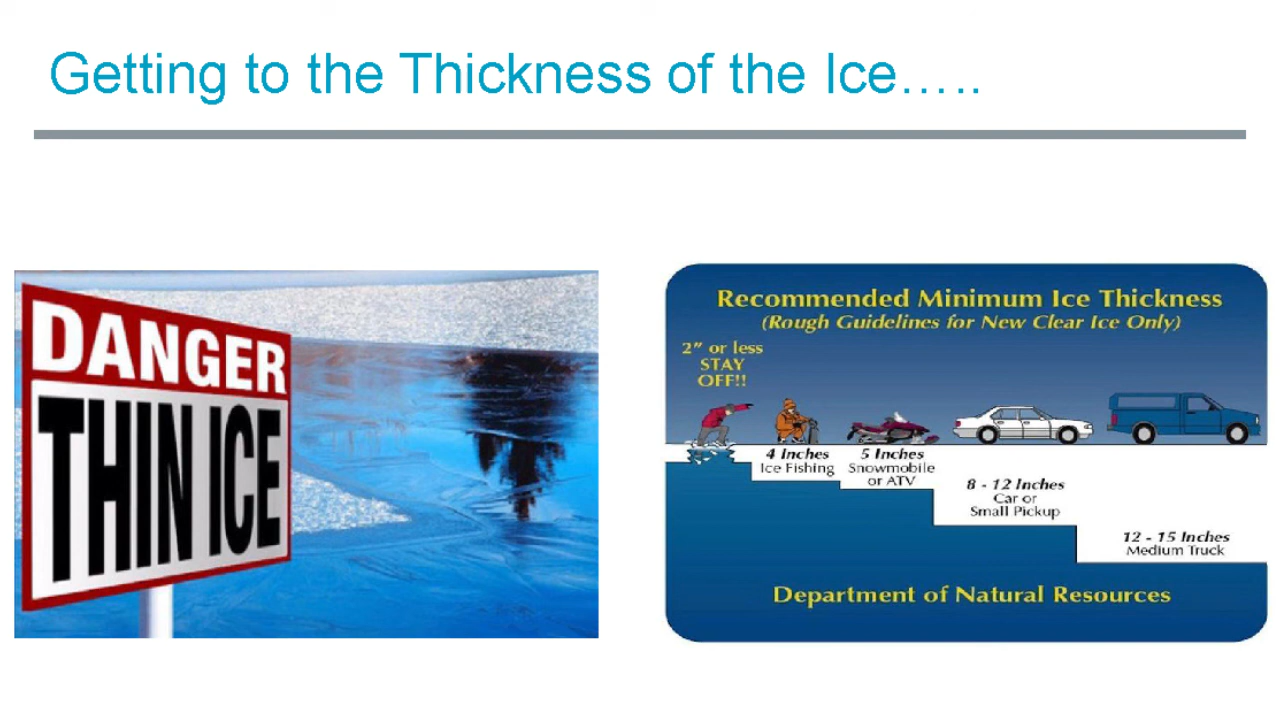 Getting to the Thickness of the Ice.....
DANGER
THIN ICE
Recommended Minimum Ice Thickness
(Rough Guidelines for New Clear Ice Only)
2" or less
STAY
OFF!!
4 Inches
Ice Fishing
5 Inches
Snowmobile
or ATV
8 - 12 Inches
Car or
Small Pickup
12 - 15 Inches
Medium Truck
Department of Natural Resources